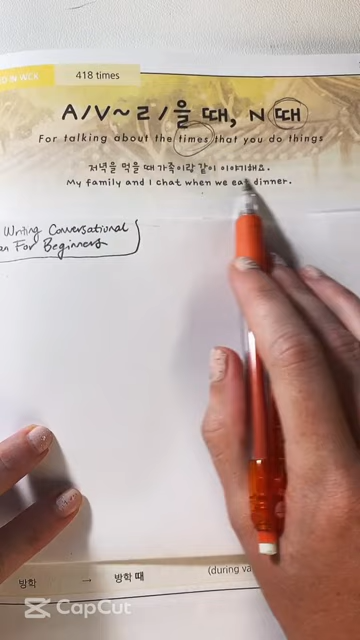 IN WCK
418 times
A/V~ㄹ/을 때, N 때
For talking about the times that you do things
저녁을 먹을 때 가족이랑 같이 이야기해요.
My family and I chat when we eat dinner.
Writing Conversational
For Beginners
방학 → 방학 때
(during va
CapCut